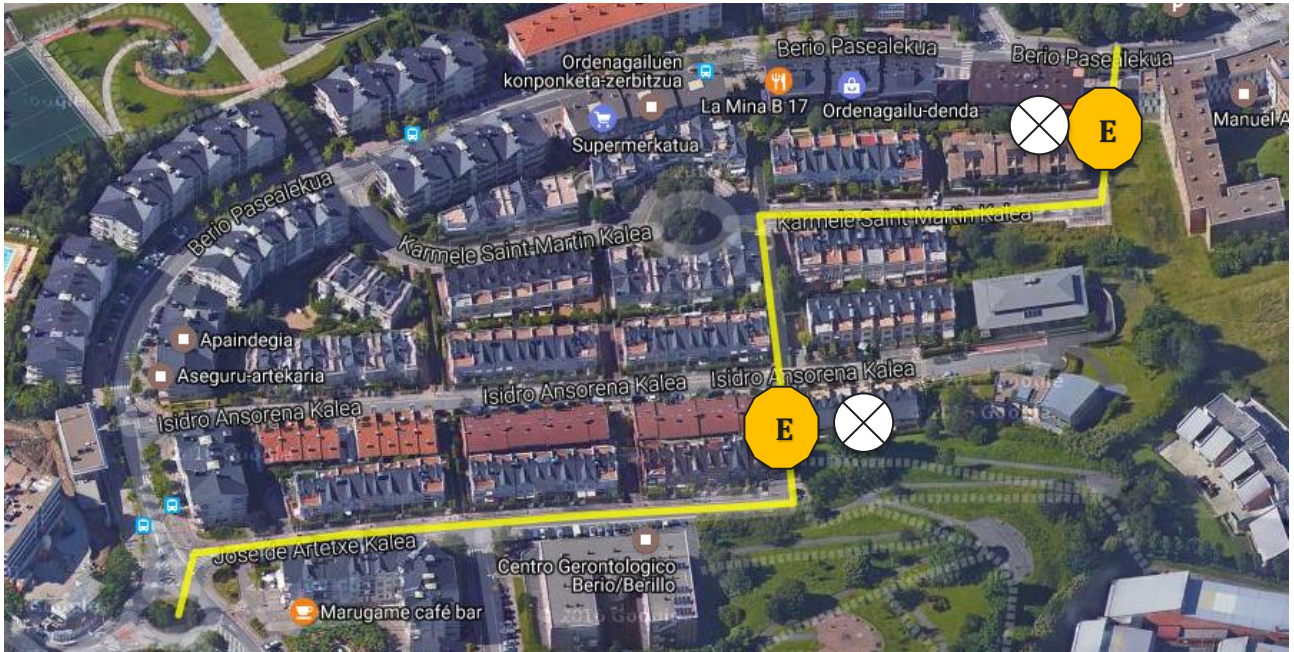 P
Berio Pasealekua
Berio Pasealekua
Ordenagailuen
konponketa-zerbitzua
La Mina B 17
Ordenagailu-denda
Manuel A
E
Supermerkatua
Berio Pasealekua
Karmele Saint Martin Kalea
Karmele Saint Martin Kalea
Apaindegia
Aseguru-artekaria
Isidro Ansorena Kalea
Isidro Ansorena Kalea
Isidro Ansorena Kalea
E
Jose de Artetxe Kalea
Centro Gerontologico
Berio/Berillo
Marugame café bar